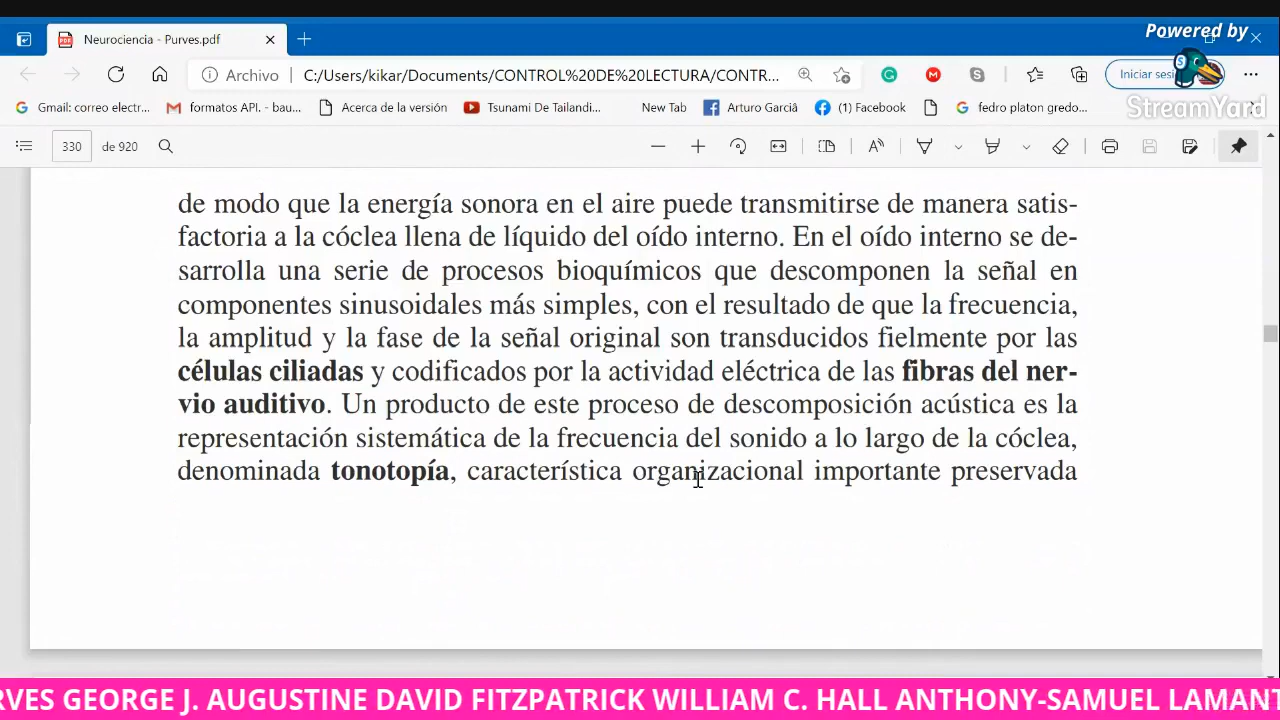 Powered by
Neurociencia - Purves.pdf
Archivo
C:/Users/kikar/Documents/CONTROL%20DE%20LECTURA/CONTR...
Iniciar sesi
StreamYard
Gmail: correo electr...
formatos API. - bau...
Acerca de la versión
Tsunami De Tailandi...
New Tab
Arturo Garciâ
(1) Facebook
fedro platon gredo...
330
de 920
de modo que la energía sonora en el aire puede transmitirse de manera satis-
factoria a la cóclea llena de líquido del oído interno. En el oído interno se de-
sarrolla una serie de procesos bioquímicos que descomponen la señal en
componentes sinusoidales más simples, con el resultado de que la frecuencia,
la amplitud y la fase de la señal original son transducidos fielmente por las
células ciliadas y codificados por la actividad eléctrica de las fibras del ner-
vio auditivo. Un producto de este proceso de descomposición acústica es la
representación sistemática de la frecuencia del sonido a lo largo de la cóclea,
denominada tonotopía, característica organizacional importante preservada
RVES GEORGE J. AUGUSTINE DAVID FITZPATRICK WILLIAM C. HALL ANTHONY-SAMUEL LAMANT